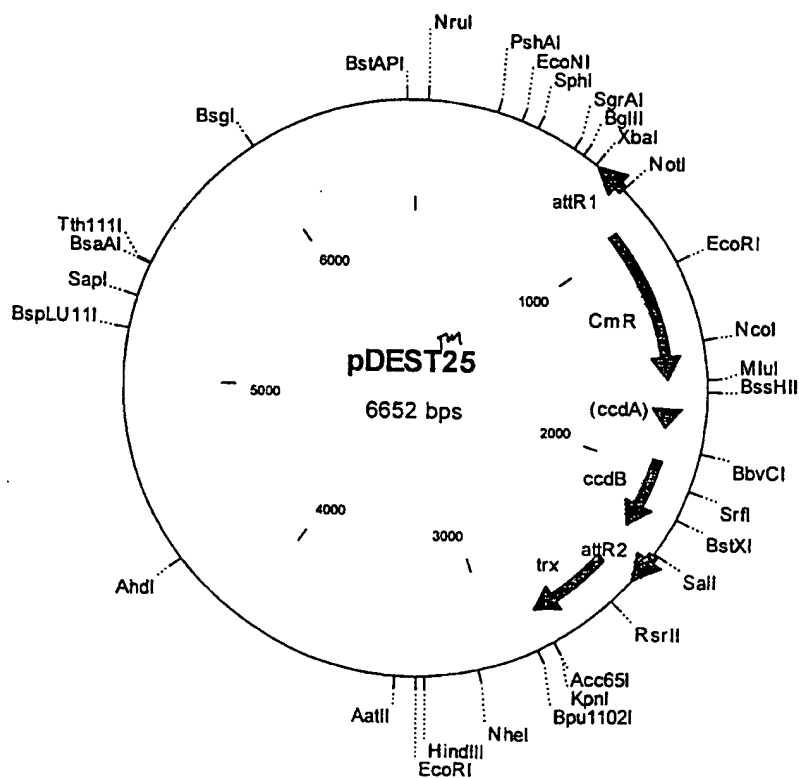 NruI
PshAI
BstAPI
EcoNI
SphI
SgrAI
BglII
BsgI
XbaI
NotI
attR1
Tth111I
BsaAI
EcoRI
6000
SapI
1000
BspLU11I
CmR
NcoI
pDEST25
MluI
BssHII
5000
6652 bps
(ccdA)
2000
BbvCI
ccdB
SrfI
4000
BstXI
3000
attR2
trx
SalI
AhdI
RsrII
Acc65I
KpnI
AatII
Bpu1102I
NheI
HindIII
EcoRI